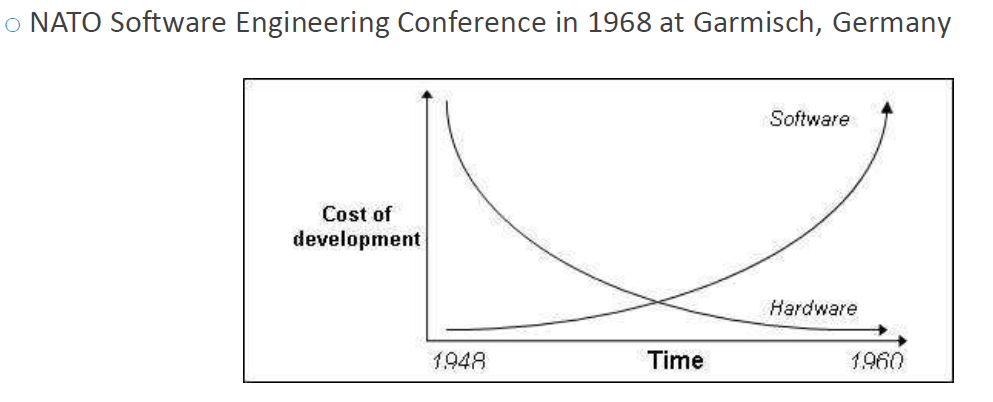 NATO Software Engineering Conference in 1968 at Garmisch, Germany
Software
Cost of
development
Hardware
1948
Time
1960